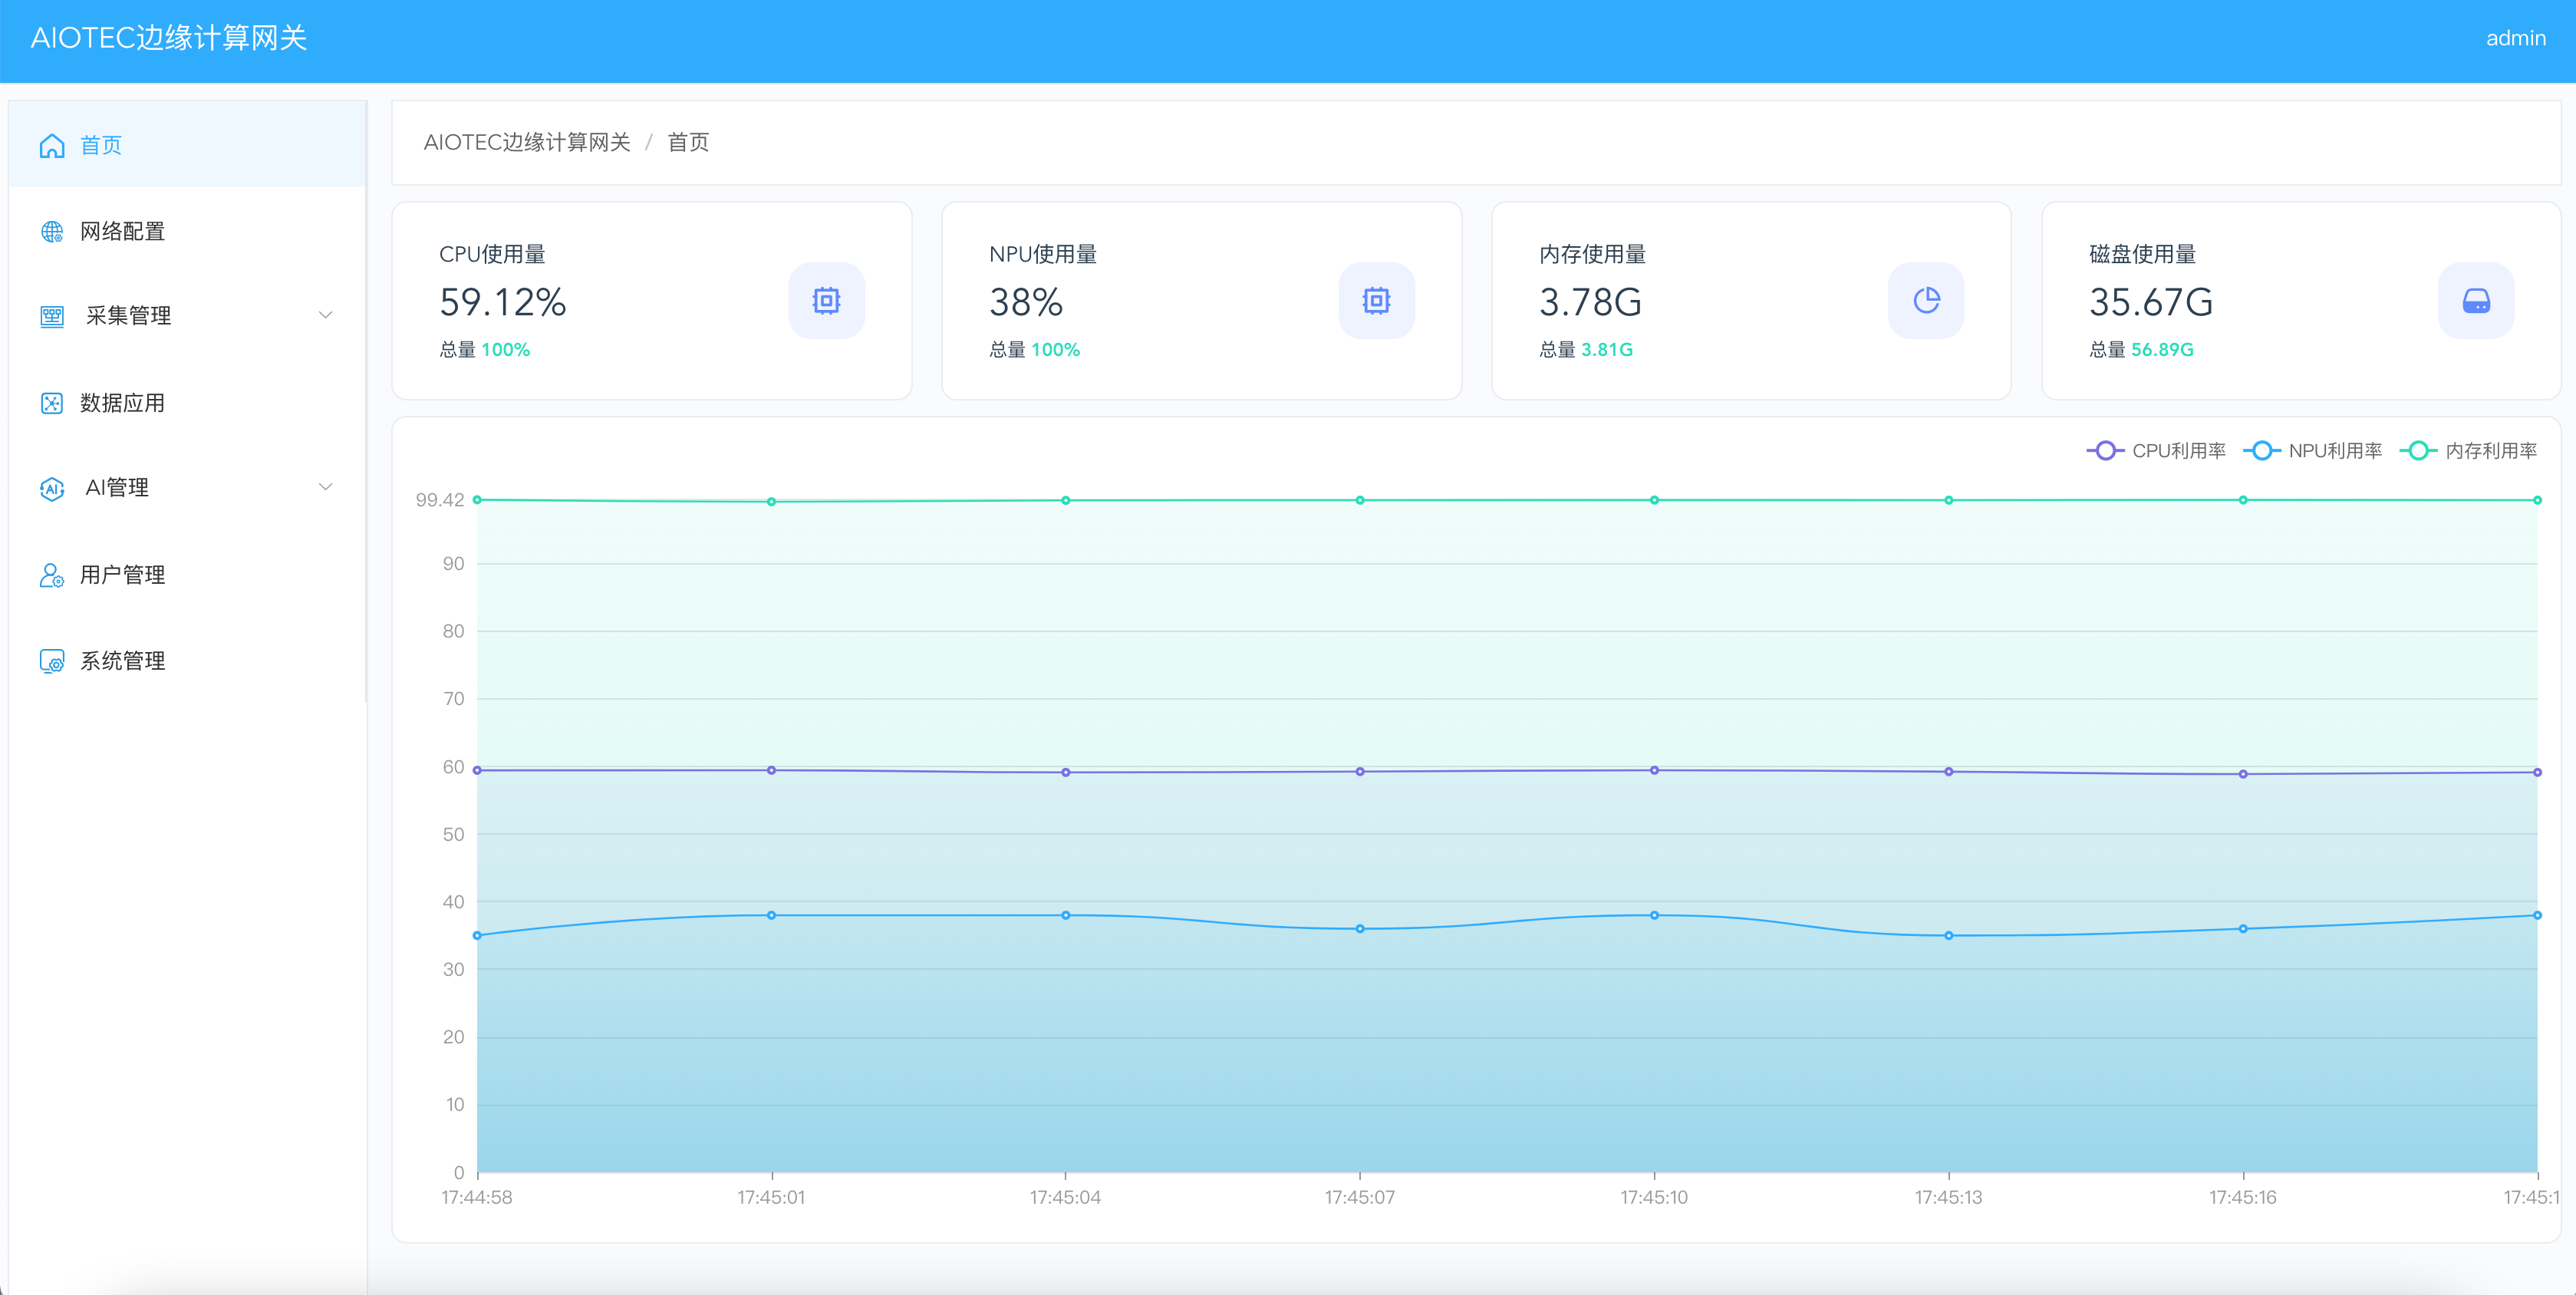 AIOTEC边缘计算网关
admin
首页
网络配置
采集管理
数据应用
AI管理
用户管理
系统管理
AIOTEC边缘计算网关 / 首页
CPU使用量
59.12%
总量 100%
NPU使用量
38%
总量 100%
内存使用量
3.78G
总量 3.81G
磁盘使用量
35.67G
总量 56.89G
CPU利用率 NPU利用率 内存利用率
99.42
90
80
70
60
50
40
30
20
10
0
17:44:58 17:45:01 17:45:04 17:45:07 17:45:10 17:45:13 17:45:16 17:45:1